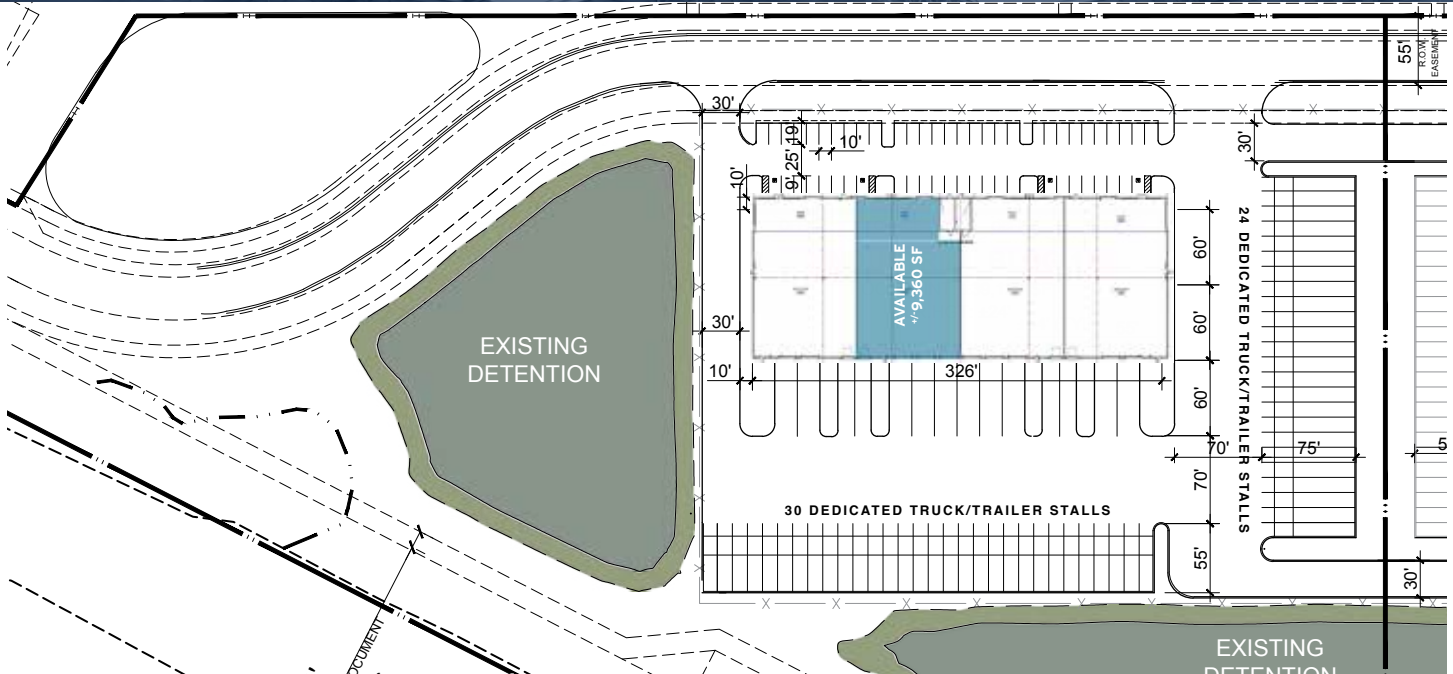 55'
R.O.W.
EASEMENT
30'
19'
10'
25'
9'
10'
30'
60'
24 DEDICATED TRUCK/TRAILER STALLS
AVAILABLE
+/-9,360 SF
60'
30'
EXISTING
DETENTION
10'
326'
60'
70'
75'
5
70'
30 DEDICATED TRUCK/TRAILER STALLS
55'
30'
OCUMENT
EXISTING
DETENTION